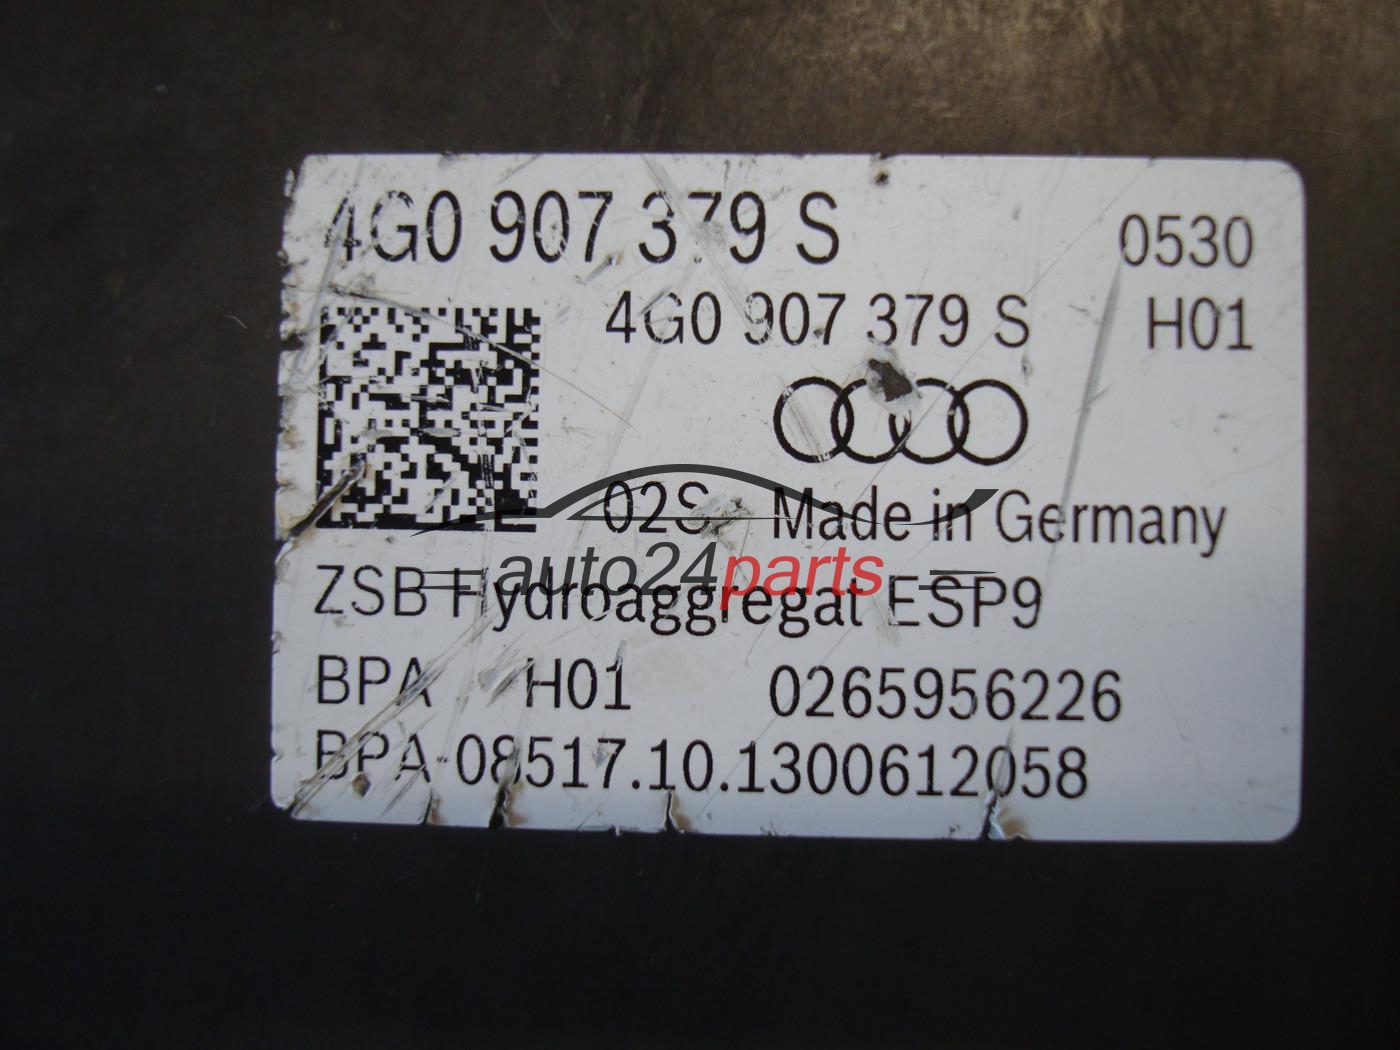 4G0 907 379 S 0530
4G0 907 379 S H01
02S Made in Germany
auto24parts
ZSB Hydroaggregat ESP9
BPA H01 0265956226
BPA-08517.10.1300612058